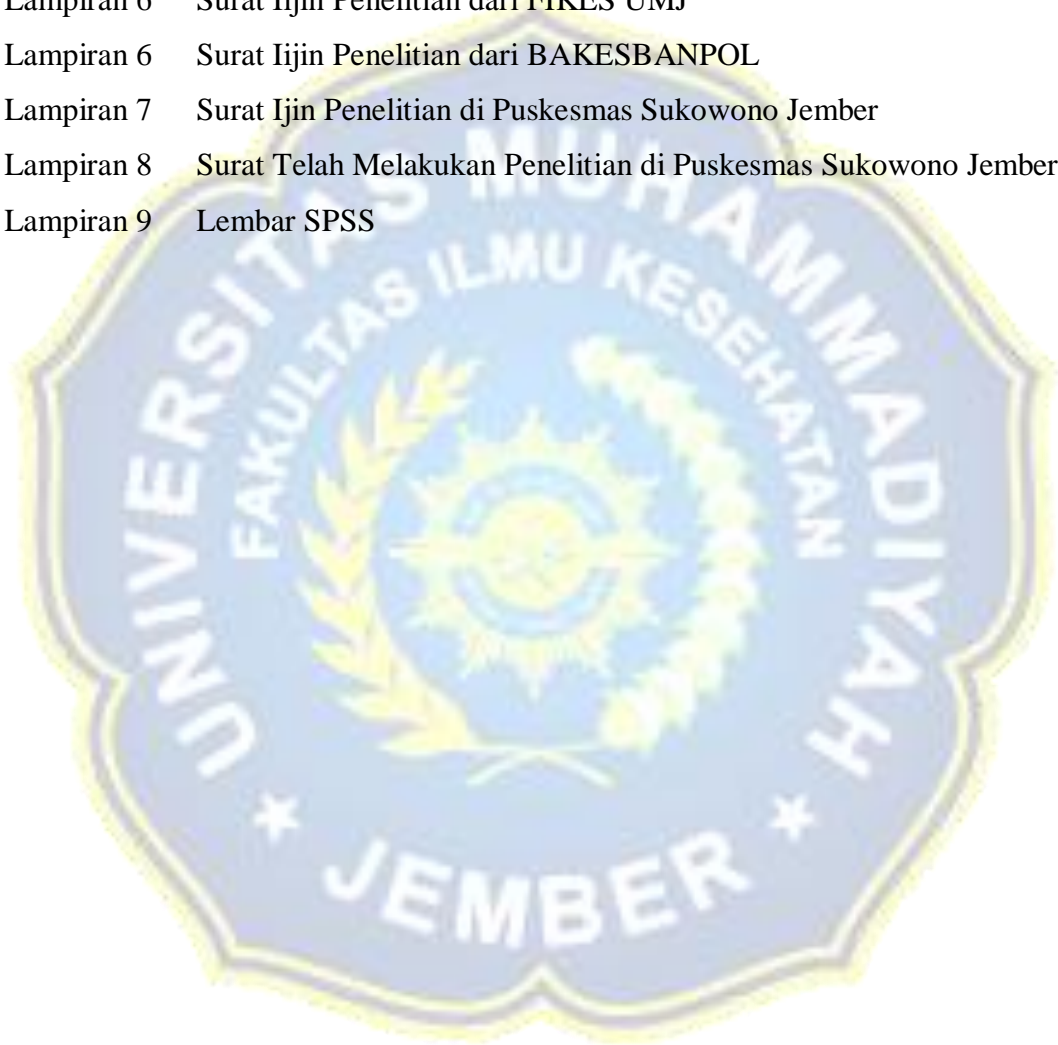 Lampiran 6 Surat Iijin Penelitian dari FIKES UMJ
Lampiran 6 Surat Iijin Penelitian dari BAKESBANPOL
Lampiran 7 Surat Ijin Penelitian di Puskesmas Sukowono Jember
Lampiran 8 Surat Telah Melakukan Penelitian di Puskesmas Sukowono Jember
Lampiran 9 Lembar SPSS
UNIVERSITAS MUHAMMADIYAH
FAKULTAS ILMU KESEHATAN
JEMBER